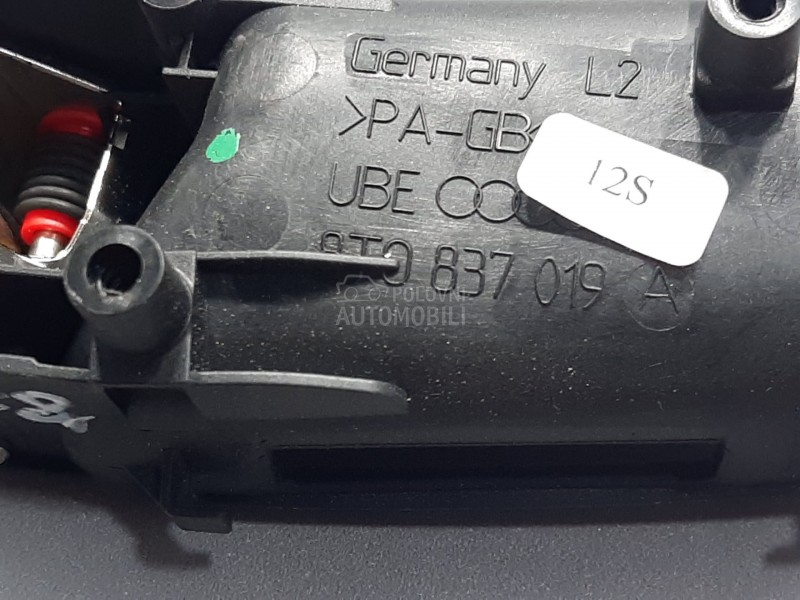 Germany L2
>PA-GB
12S
UBE
8T0 837 019 A
POLOVNI
AUTOMOBILI